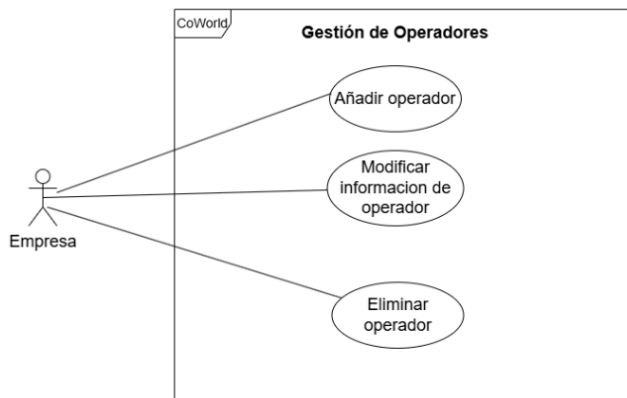 CoWorld
Gestión de Operadores
Añadir operador
Modificar
informacion de
operador
Empresa
Eliminar
operador